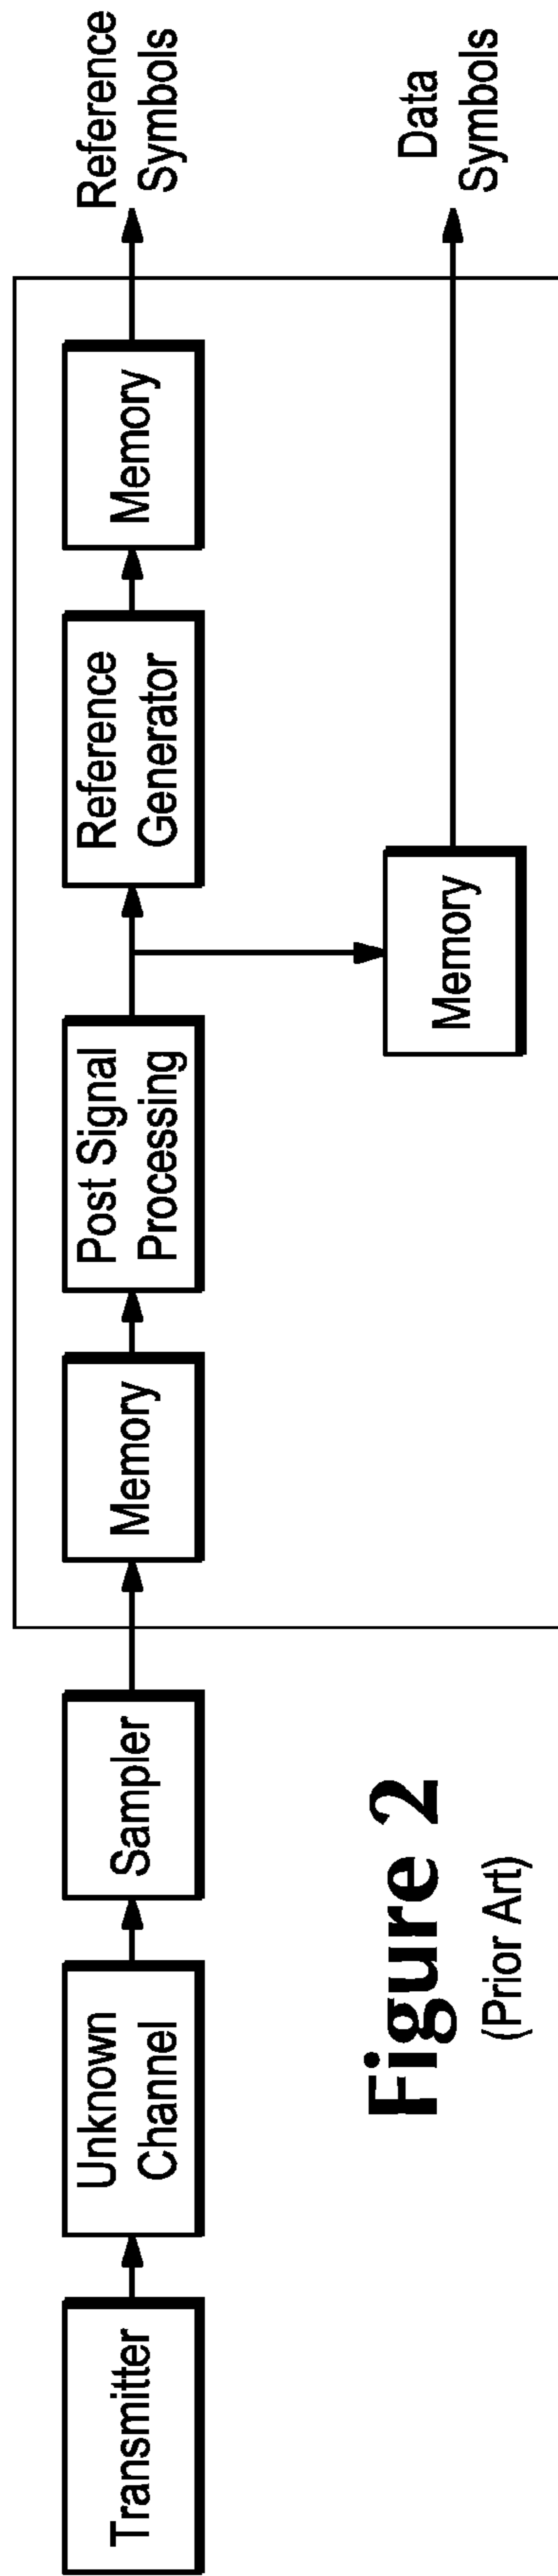 Transmitter
Unknown
Channel
Sampler
Memory
Post Signal
Processing
Reference
Generator
Memory
Reference
Symbols
Memory
Data
Symbols
Figure 2
(Prior Art)